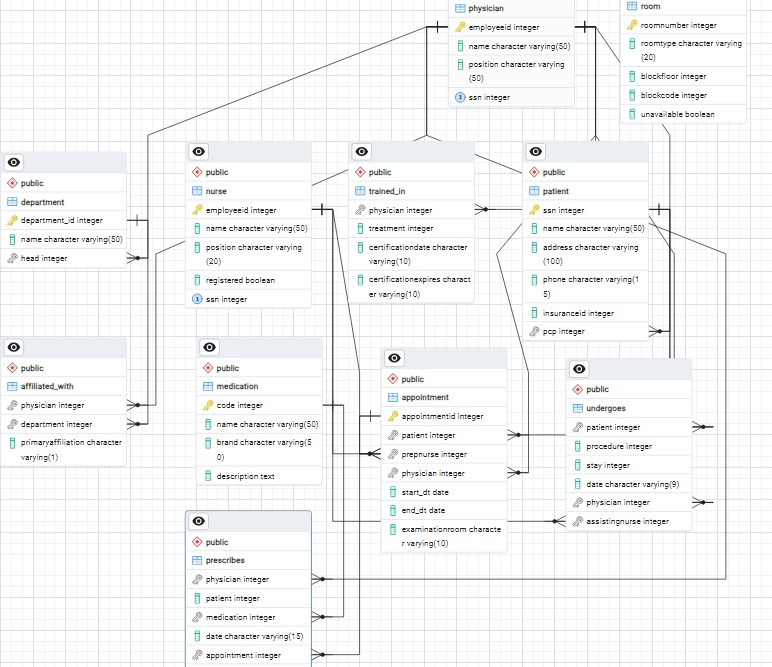 physician
employeeid integer
name character varying(50)
position character varying
(50)
ssn integer
room
roomnumber integer
roomtype character varying
(20)
blockfloor integer
blockcode integer
unavailable boolean
public
department
department_id integer
name character varying(50)
head integer
public
nurse
employeeid integer
name character varying(50)
position character varying
(20)
registered boolean
ssn integer
public
trained_in
physician integer
treatment integer
certificationdate character
varying(10)
certificationexpires charact
er varying(10)
public
patient
ssn integer
name character varying(50)
address character varying
(100)
phone character varying(1
5)
insuranceid integer
pcp integer
public
affiliated_with
physician integer
department integer
primaryaffiliation character
varying(1)
public
medication
code integer
name character varying(50)
brand character varying(5
0)
description text
public
appointment
appointmentid integer
patient integer
prepnurse integer
physician integer
start_dt date
end_dt date
examinationroom characte
r varying(10)
public
undergoes
patient integer
procedure integer
stay integer
date character varying(9)
physician integer
assistingnurse integer
public
prescribes
physician integer
patient integer
medication integer
date character varying(15)
appointment integer